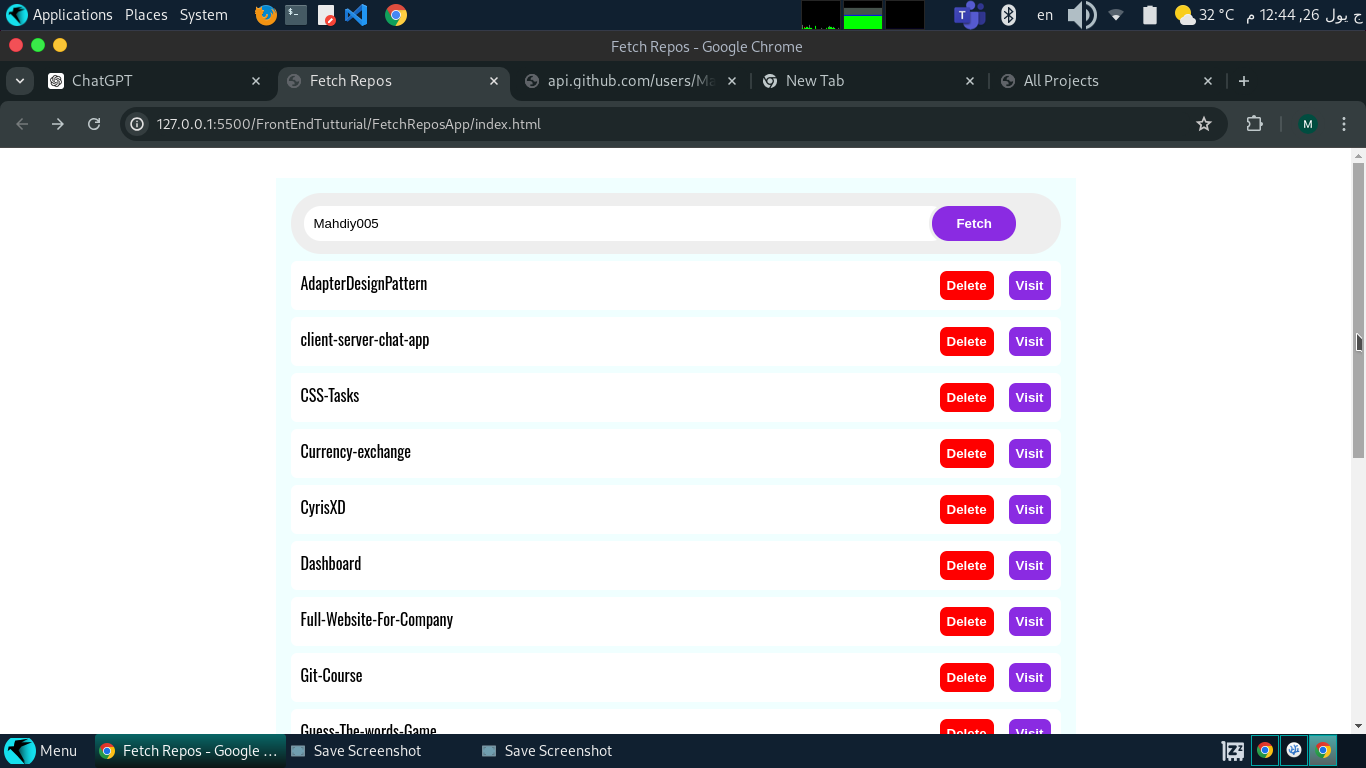 Applications Places System en 32 °C ج يول 26, 12:44 م
Fetch Repos - Google Chrome
ChatGPT Fetch Repos api.github.com/users/Ma New Tab All Projects
127.0.0.1:5500/FrontEndTutturial/FetchReposApp/index.html M
Mahdiy005 Fetch
AdapterDesignPattern Delete Visit
client-server-chat-app Delete Visit
CSS-Tasks Delete Visit
Currency-exchange Delete Visit
CyrisXD Delete Visit
Dashboard Delete Visit
Full-Website-For-Company Delete Visit
Git-Course Delete Visit
Guess-The-words-Game Delete Visit
Menu Fetch Repos - Google ... Save Screenshot Save Screenshot